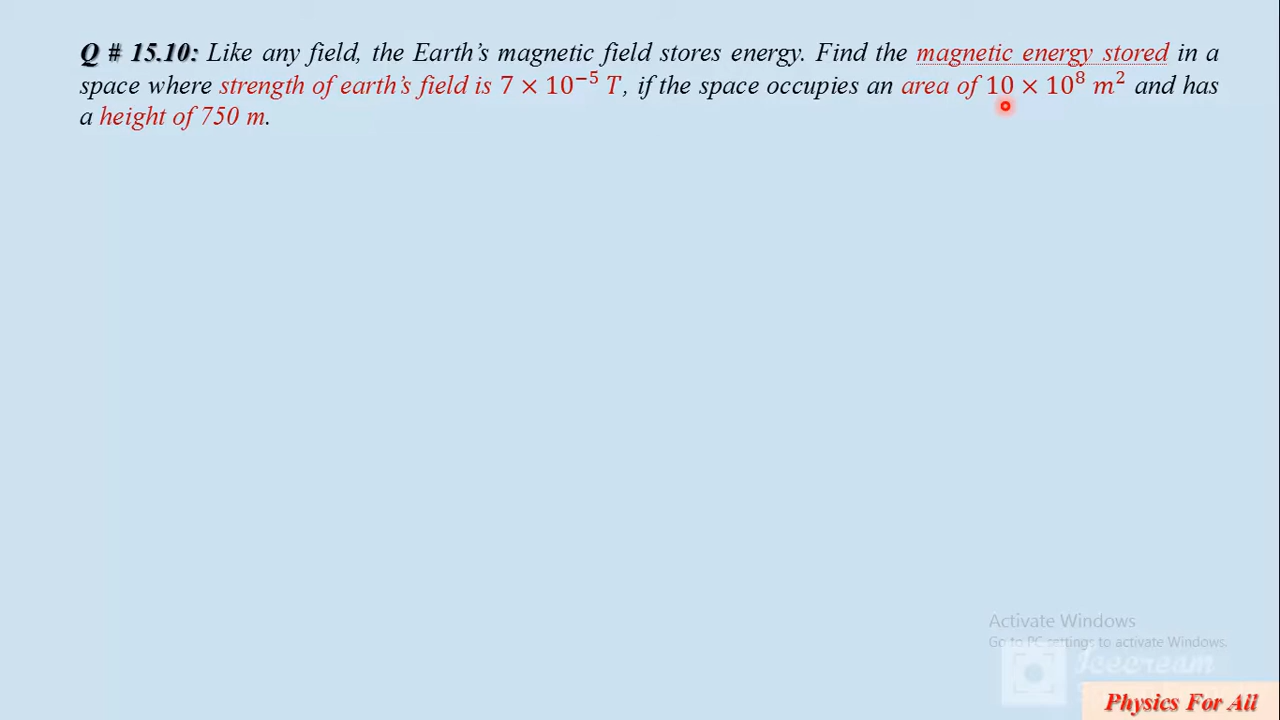 Q # 15.10: Like any field, the Earth's magnetic field stores energy. Find the magnetic energy stored in a
space where strength of earth's field is 7 × 10⁻⁵ T, if the space occupies an area of 10 × 10⁸ m² and has
a height of 750 m.
Activate Windows
Go to PC settings to activate Windows.
Icecream
Physics For All